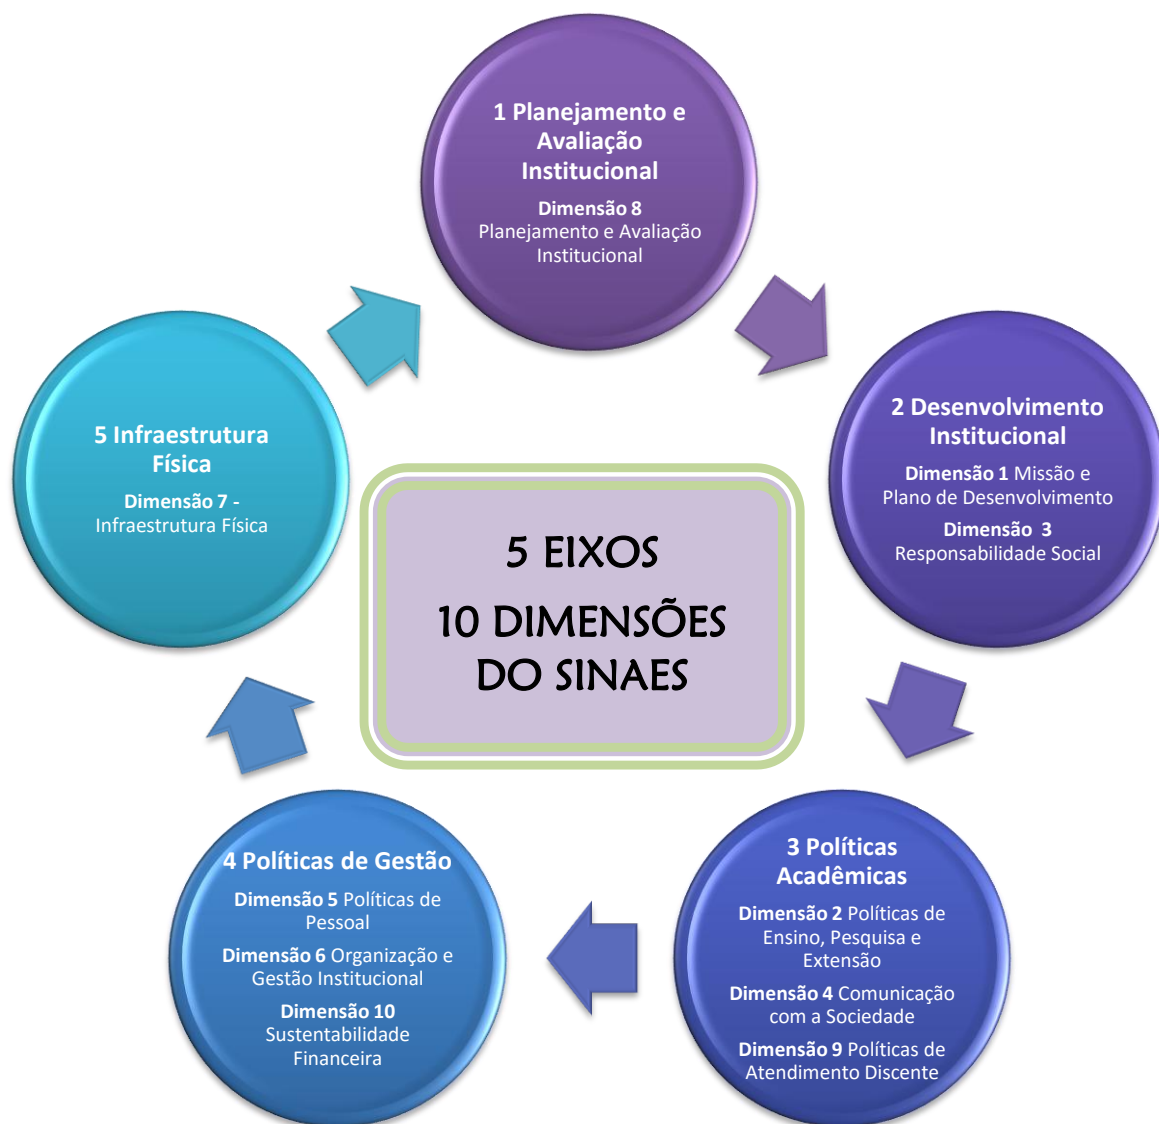 1 Planejamento e
Avaliação
Institucional
Dimensão 8
Planejamento e Avaliação
Institucional
2 Desenvolvimento
Institucional
Dimensão 1 Missão e
Plano de Desenvolvimento
Dimensão 3
Responsabilidade Social
3 Políticas
Acadêmicas
Dimensão 2 Políticas de
Ensino, Pesquisa e
Extensão
Dimensão 4 Comunicação
com a Sociedade
Dimensão 9 Políticas de
Atendimento Discente
4 Políticas de Gestão
Dimensão 5 Políticas de
Pessoal
Dimensão 6 Organização e
Gestão Institucional
Dimensão 10
Sustentabilidade
Financeira
5 Infraestrutura
Física
Dimensão 7 -
Infraestrutura Física
5 EIXOS
10 DIMENSÕES
DO SINAES